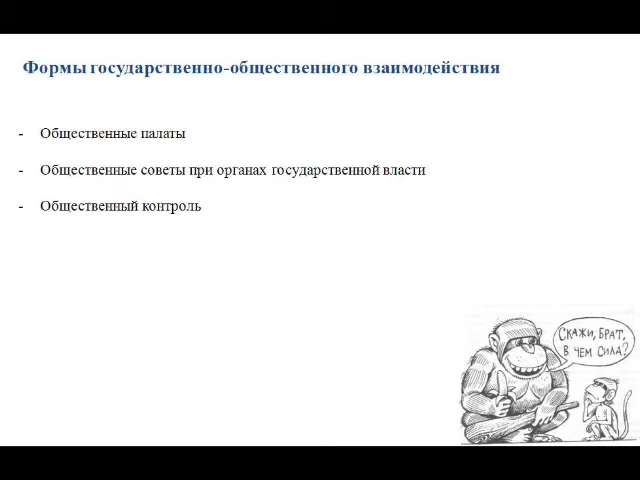 Формы государственно-общественного взаимодействия
- Общественные палаты
- Общественные советы при органах государственной власти
- Общественный контроль
СКАЖИ, БРАТ,
В ЧЕМ СИЛА?